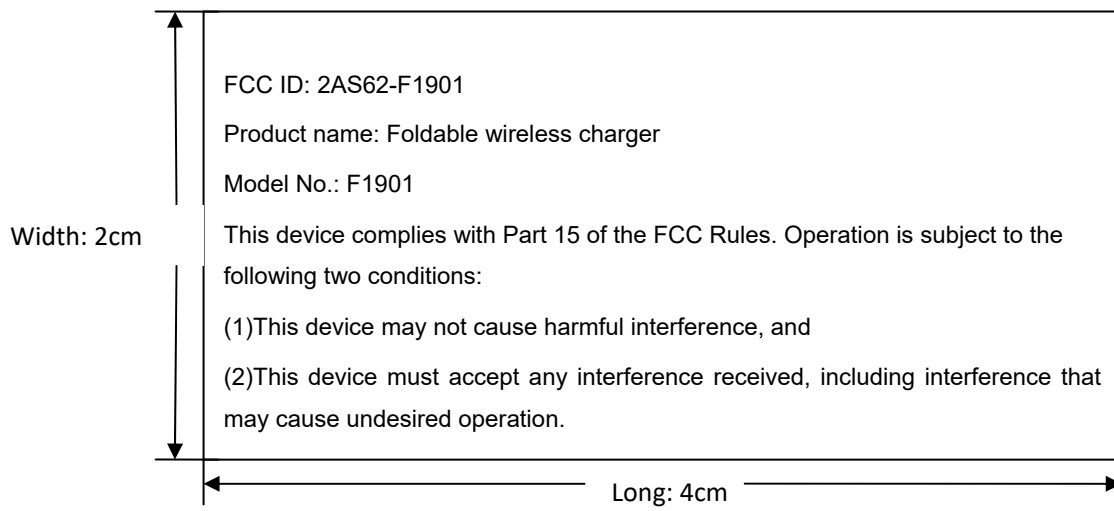 FCC ID: 2AS62-F1901
Product name: Foldable wireless charger
Model No.: F1901
Width: 2cm
This device complies with Part 15 of the FCC Rules. Operation is subject to the
following two conditions:
(1)This device may not cause harmful interference, and
(2)This device must accept any interference received, including interference that
may cause undesired operation.
Long: 4cm